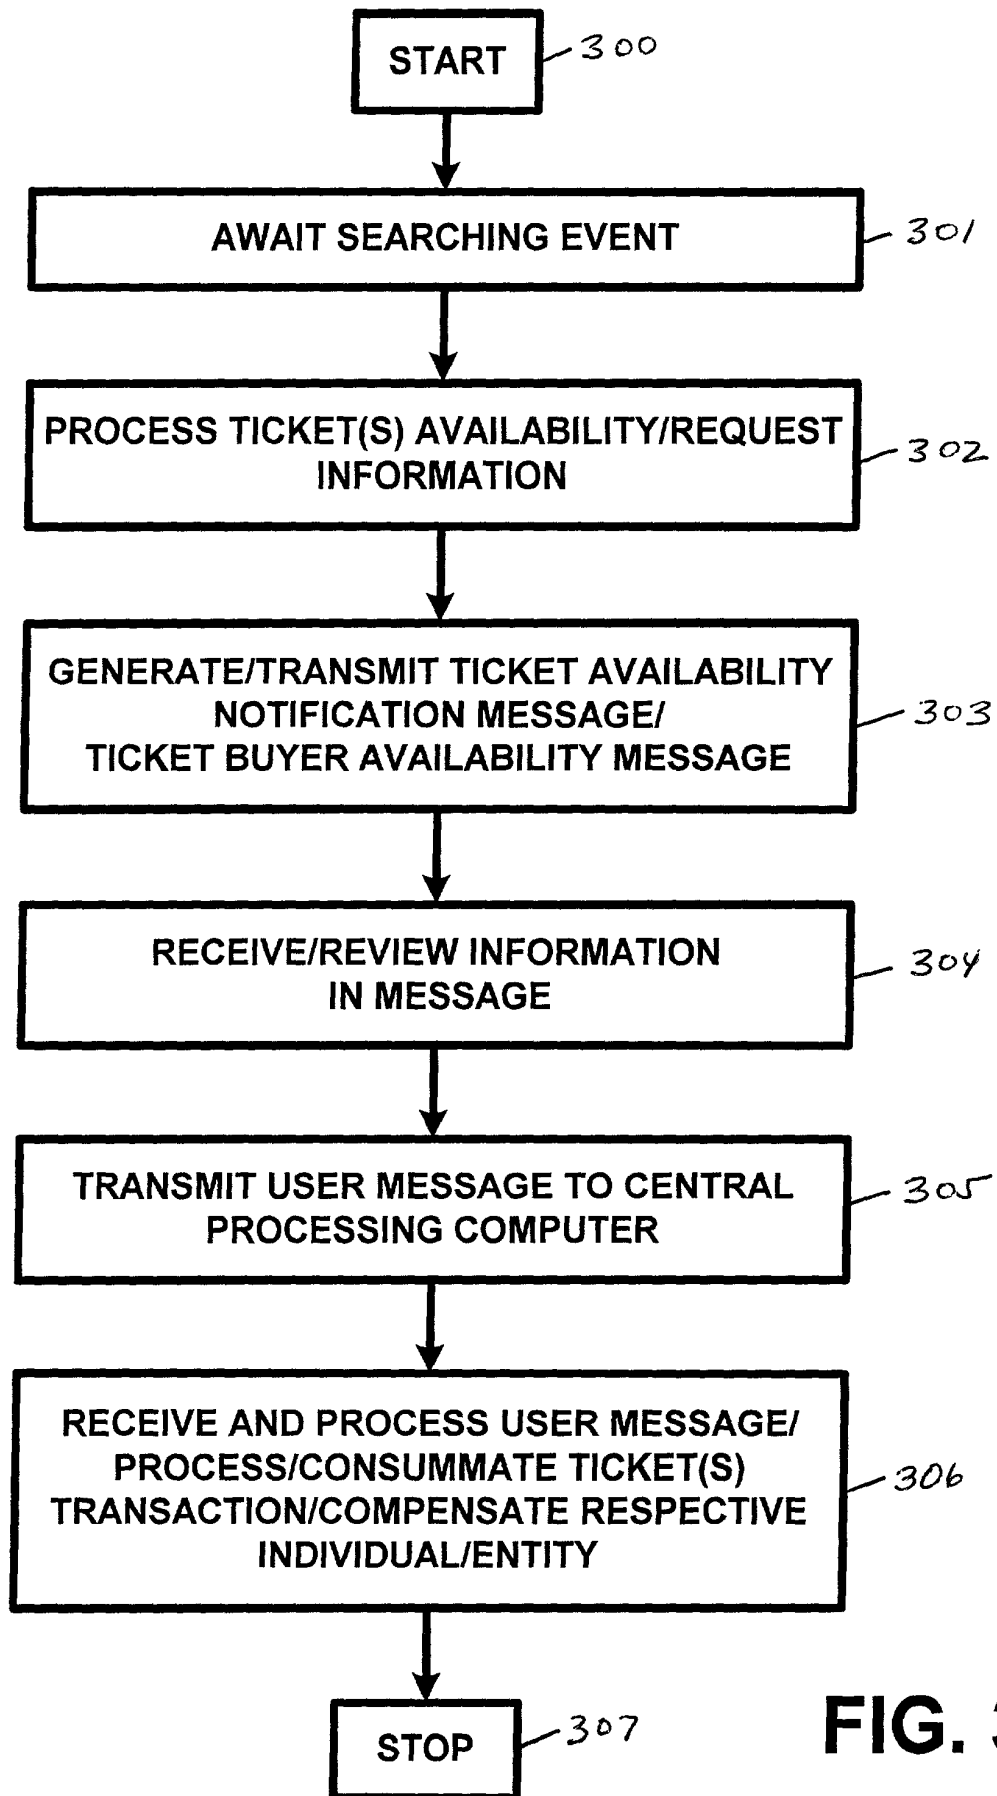 START
300
AWAIT SEARCHING EVENT
301
PROCESS TICKET(S) AVAILABILITY/REQUEST
INFORMATION
302
GENERATE/TRANSMIT TICKET AVAILABILITY
NOTIFICATION MESSAGE/
TICKET BUYER AVAILABILITY MESSAGE
303
RECEIVE/REVIEW INFORMATION
IN MESSAGE
304
TRANSMIT USER MESSAGE TO CENTRAL
PROCESSING COMPUTER
305
RECEIVE AND PROCESS USER MESSAGE/
PROCESS/CONSUMMATE TICKET(S)
TRANSACTION/COMPENSATE RESPECTIVE
INDIVIDUAL/ENTITY
306
STOP
307
FIG. 3